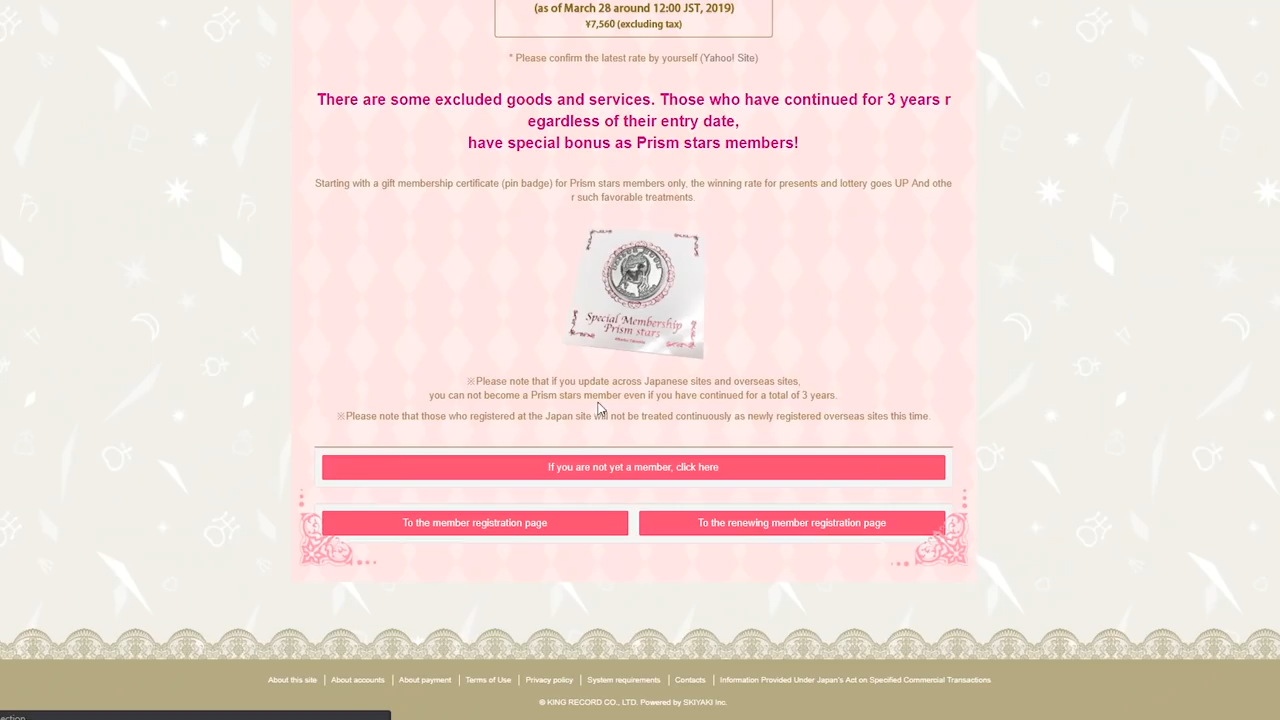 (as of March 28 around 12:00 JST, 2019)
¥7,560 (excluding tax)
* Please confirm the latest rate by yourself (Yahoo! Site)
There are some excluded goods and services. Those who have continued for 3 years r
egardless of their entry date,
have special bonus as Prism stars members!
Starting with a gift membership certificate (pin badge) for Prism stars members only, the winning rate for presents and lottery goes UP And othe
r such favorable treatments.
Special Membership
Prism stars
※Please note that if you update across Japanese sites and overseas sites,
you can not become a Prism stars member even if you have continued for a total of 3 years.
※Please note that those who registered at the Japan site will not be treated continuously as newly registered overseas sites this time.
If you are not yet a member, click here
To the member registration page
To the renewing member registration page
About this site
About accounts
About payment
Terms of Use
Privacy policy
System requirements
Contacts
Information Provided Under Japan's Act on Specified Commercial Transactions
© KING RECORD CO., LTD. Powered by SKIYAKI Inc.